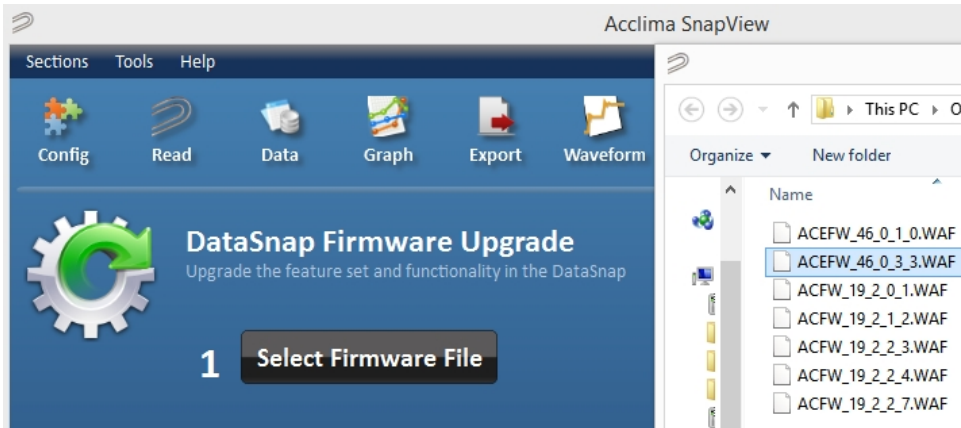 Acclima SnapView
Sections Tools Help
Config Read Data Graph Export Waveform
DataSnap Firmware Upgrade
Upgrade the feature set and functionality in the DataSnap
1 Select Firmware File
This PC
Organize New folder
Name
ACEFW_46_0_1_0.WAF
ACEFW_46_0_3_3.WAF
ACFW_19_2_0_1.WAF
ACFW_19_2_1_2.WAF
ACFW_19_2_2_3.WAF
ACFW_19_2_2_4.WAF
ACFW_19_2_2_7.WAF